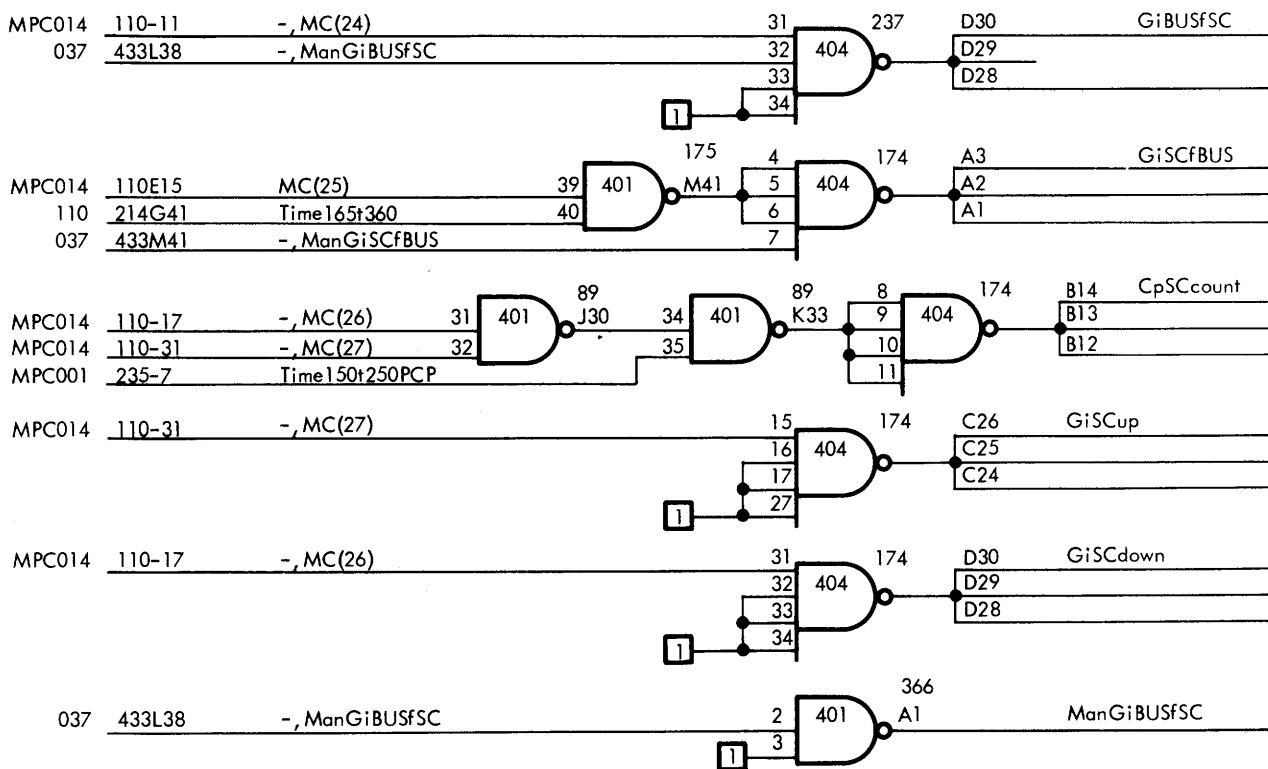 MPC014 110-11 -,MC(24) 31 237 D30 GiBUSfSC
037 433L38 -,ManGiBUSfSC 32 404 D29
33 D28
1 34
175 4 174 A3 GiSCfBUS
MPC014 110E15 MC(25) 39 401 M41 5 404 A2
110 214G41 Time165t360 40 6 A1
037 433M41 -,ManGiSCfBUS 7
89 89 8 174 B14 CpSCcount
MPC014 110-17 -,MC(26) 31 401 J30 34 401 K33 9 404 B13
MPC014 110-31 -,MC(27) 32 35 10 B12
MPC001 235-7 Time150t250PCP 11
MPC014 110-31 -,MC(27) 15 174 C26 GiSCup
16 404 C25
17 C24
1 27
MPC014 110-17 -,MC(26) 31 174 D30 GiSCdown
32 404 D29
33 D28
1 34
366
037 433L38 -,ManGiBUSfSC 2 401 A1 ManGiBUSfSC
1 3